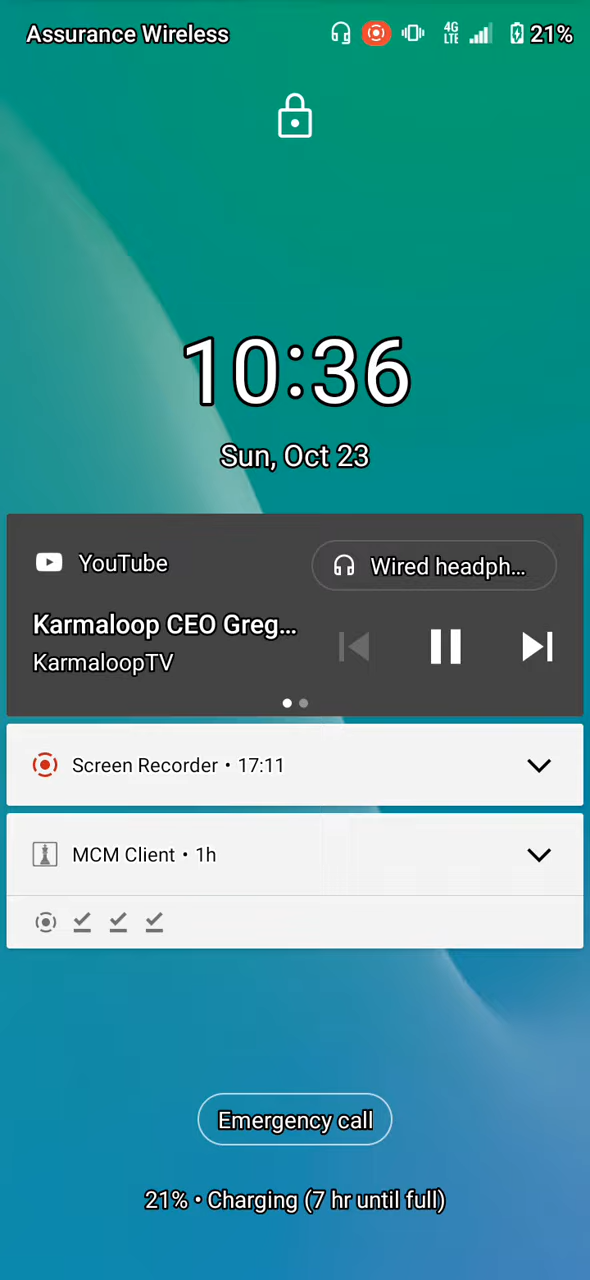 Assurance Wireless 4G LTE 21%
10:36
Sun, Oct 23
YouTube Wired headph...
Karmaloop CEO Greg...
KarmaloopTV
Screen Recorder • 17:11
MCM Client • 1h
Emergency call
21% • Charging (7 hr until full)